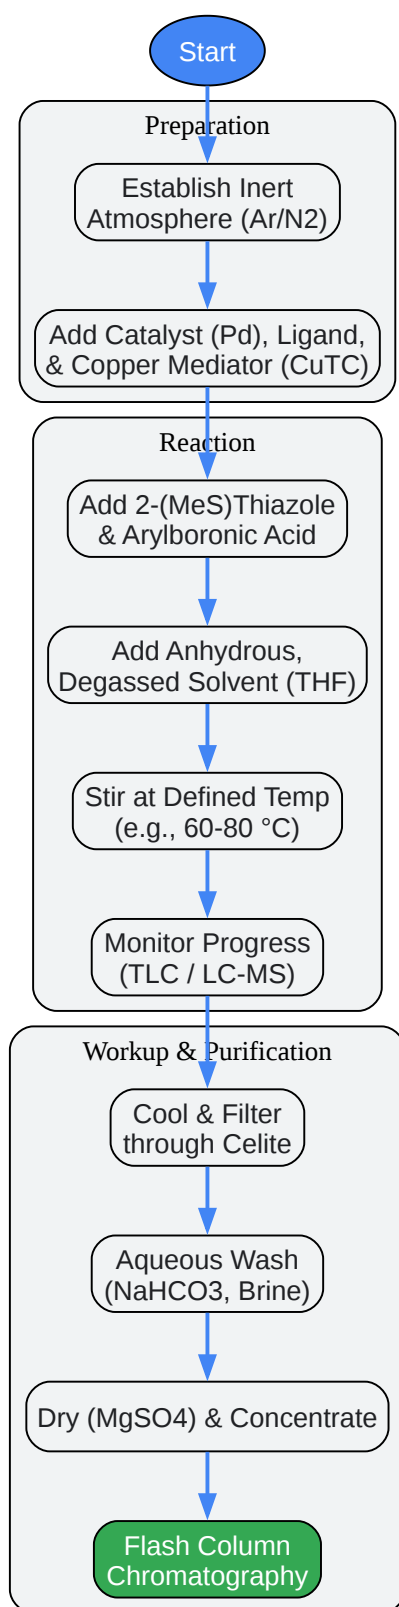 Start
Preparation
Establish Inert
Atmosphere (Ar/N2)
Add Catalyst (Pd), Ligand,
& Copper Mediator (CuTC)
Reaction
Add 2-(MeS)Thiazole
& Arylboronic Acid
Add Anhydrous,
Degassed Solvent (THF)
Stir at Defined Temp
(e.g., 60-80 °C)
Monitor Progress
(TLC / LC-MS)
Workup & Purification
Cool & Filter
through Celite
Aqueous Wash
(NaHCO3, Brine)
Dry (MgSO4) & Concentrate
Flash Column
Chromatography